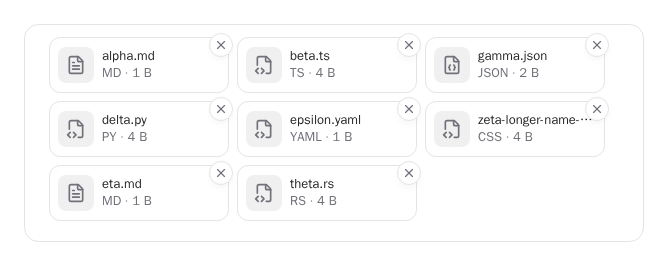 alpha.md
MD · 1 B
beta.ts
TS · 4 B
gamma.json
JSON · 2 B
delta.py
PY · 4 B
epsilon.yaml
YAML · 1 B
zeta-longer-name-···
CSS · 4 B
eta.md
MD · 1 B
theta.rs
RS · 4 B